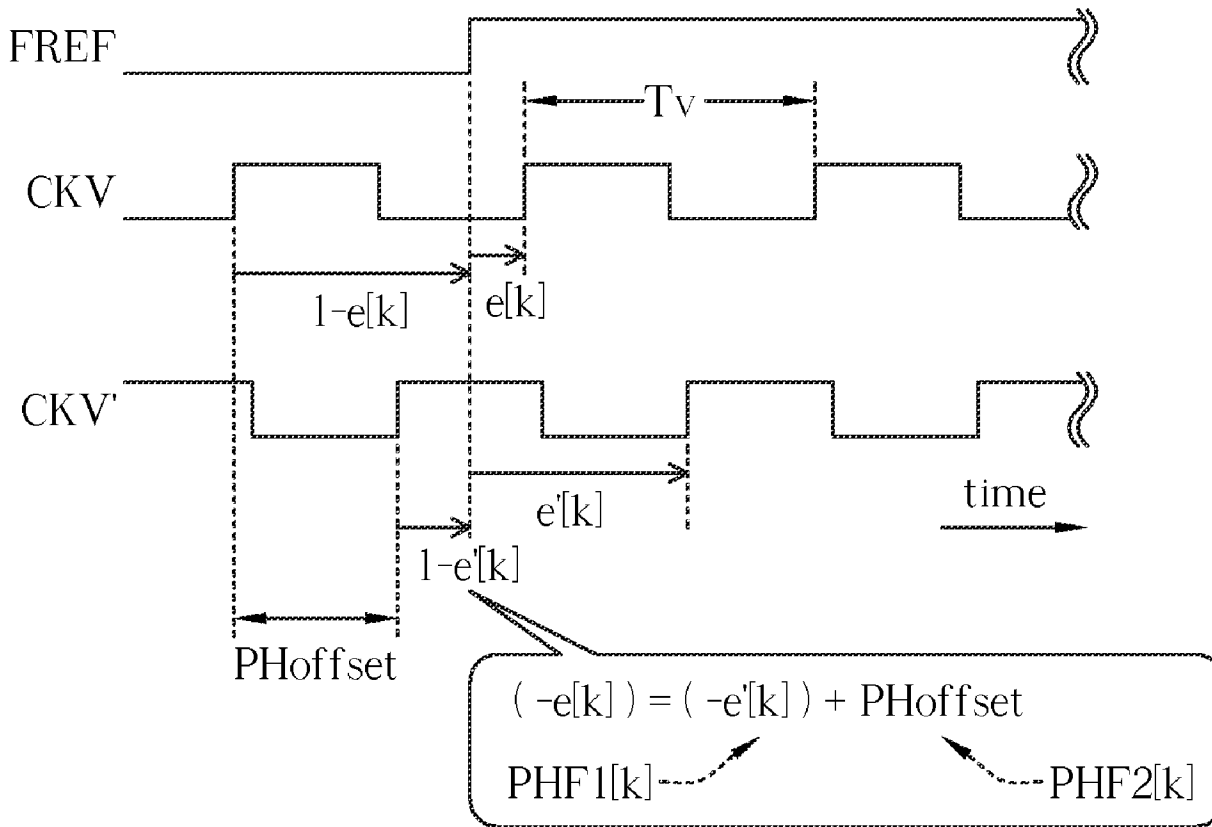 FREF
Tv
CKV
e[k]
1-e[k]
CKV'
e'[k]
time
1-e'[k]
PHoffset
( -e[k] ) = ( -e'[k] ) + PHoffset
PHF1[k] PHF2[k]